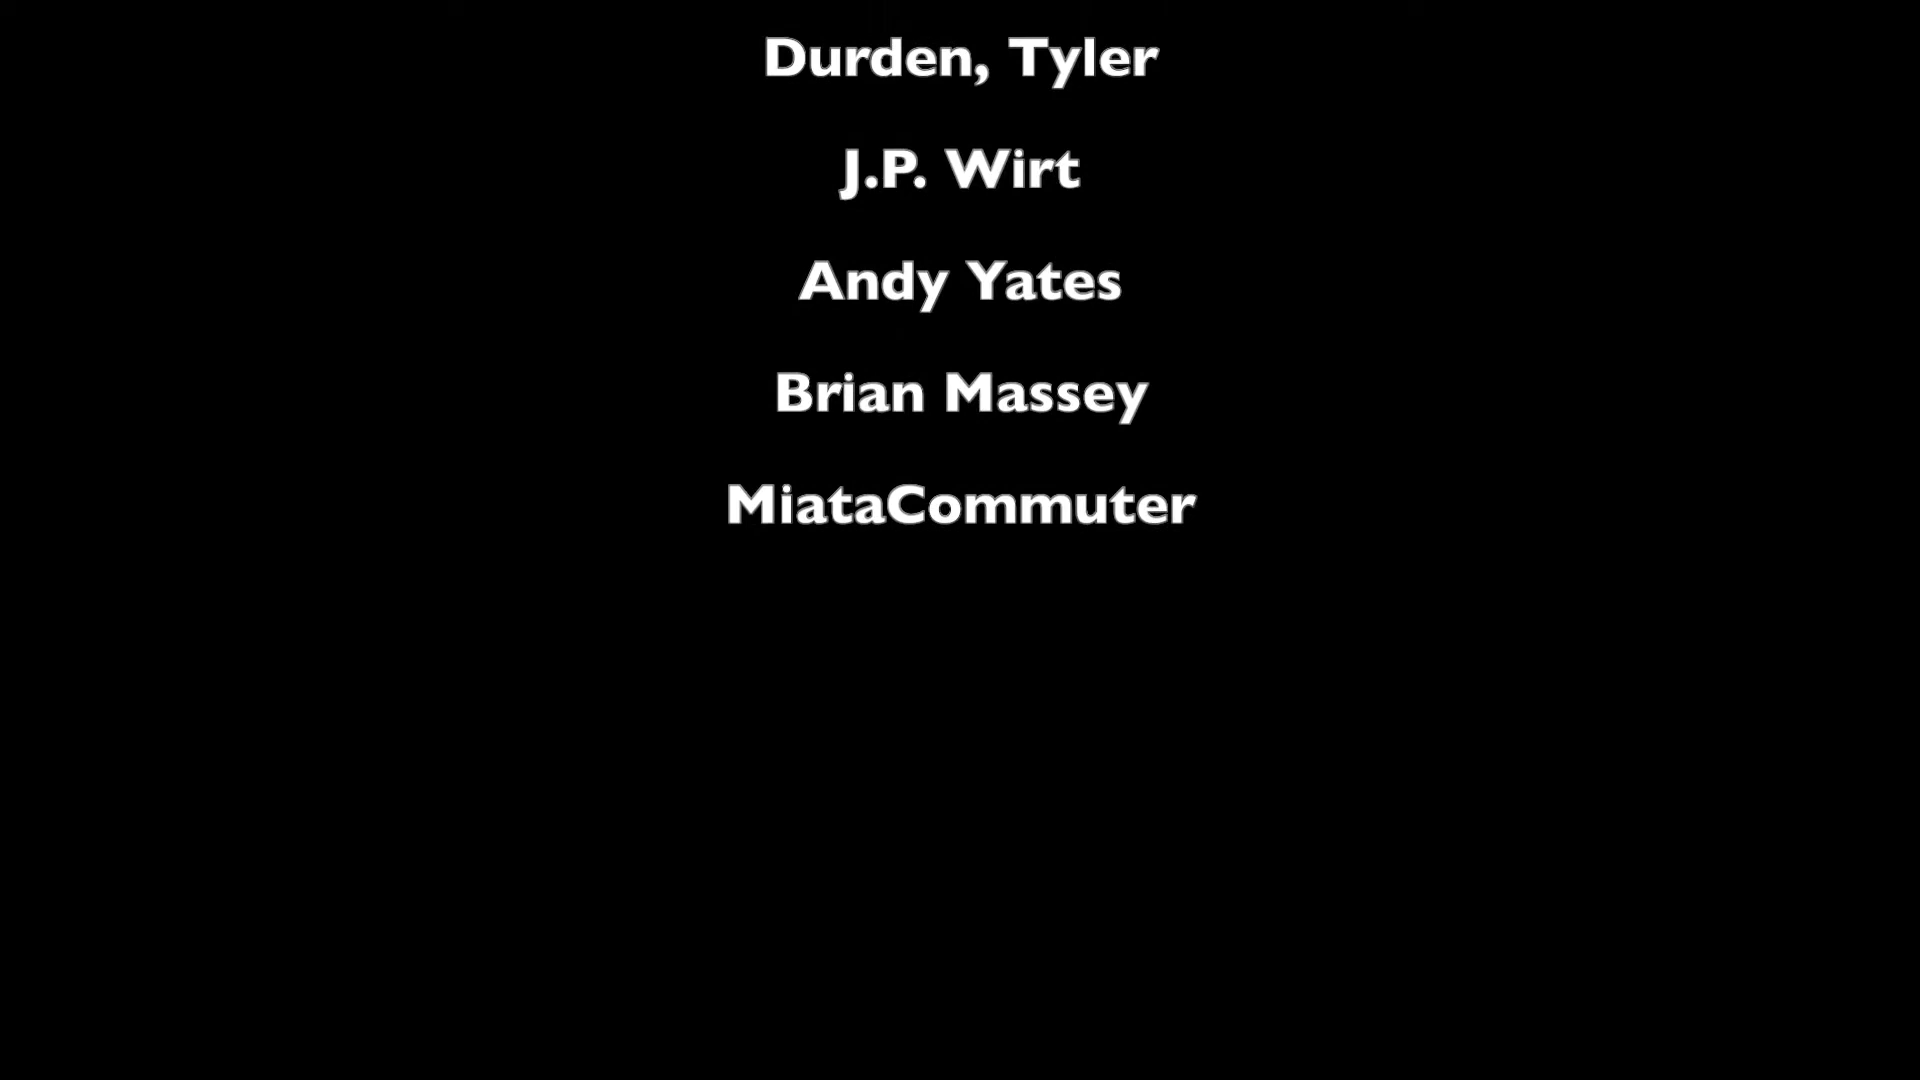 Durden, Tyler
J.P. Wirt
Andy Yates
Brian Massey
MiataCommuter